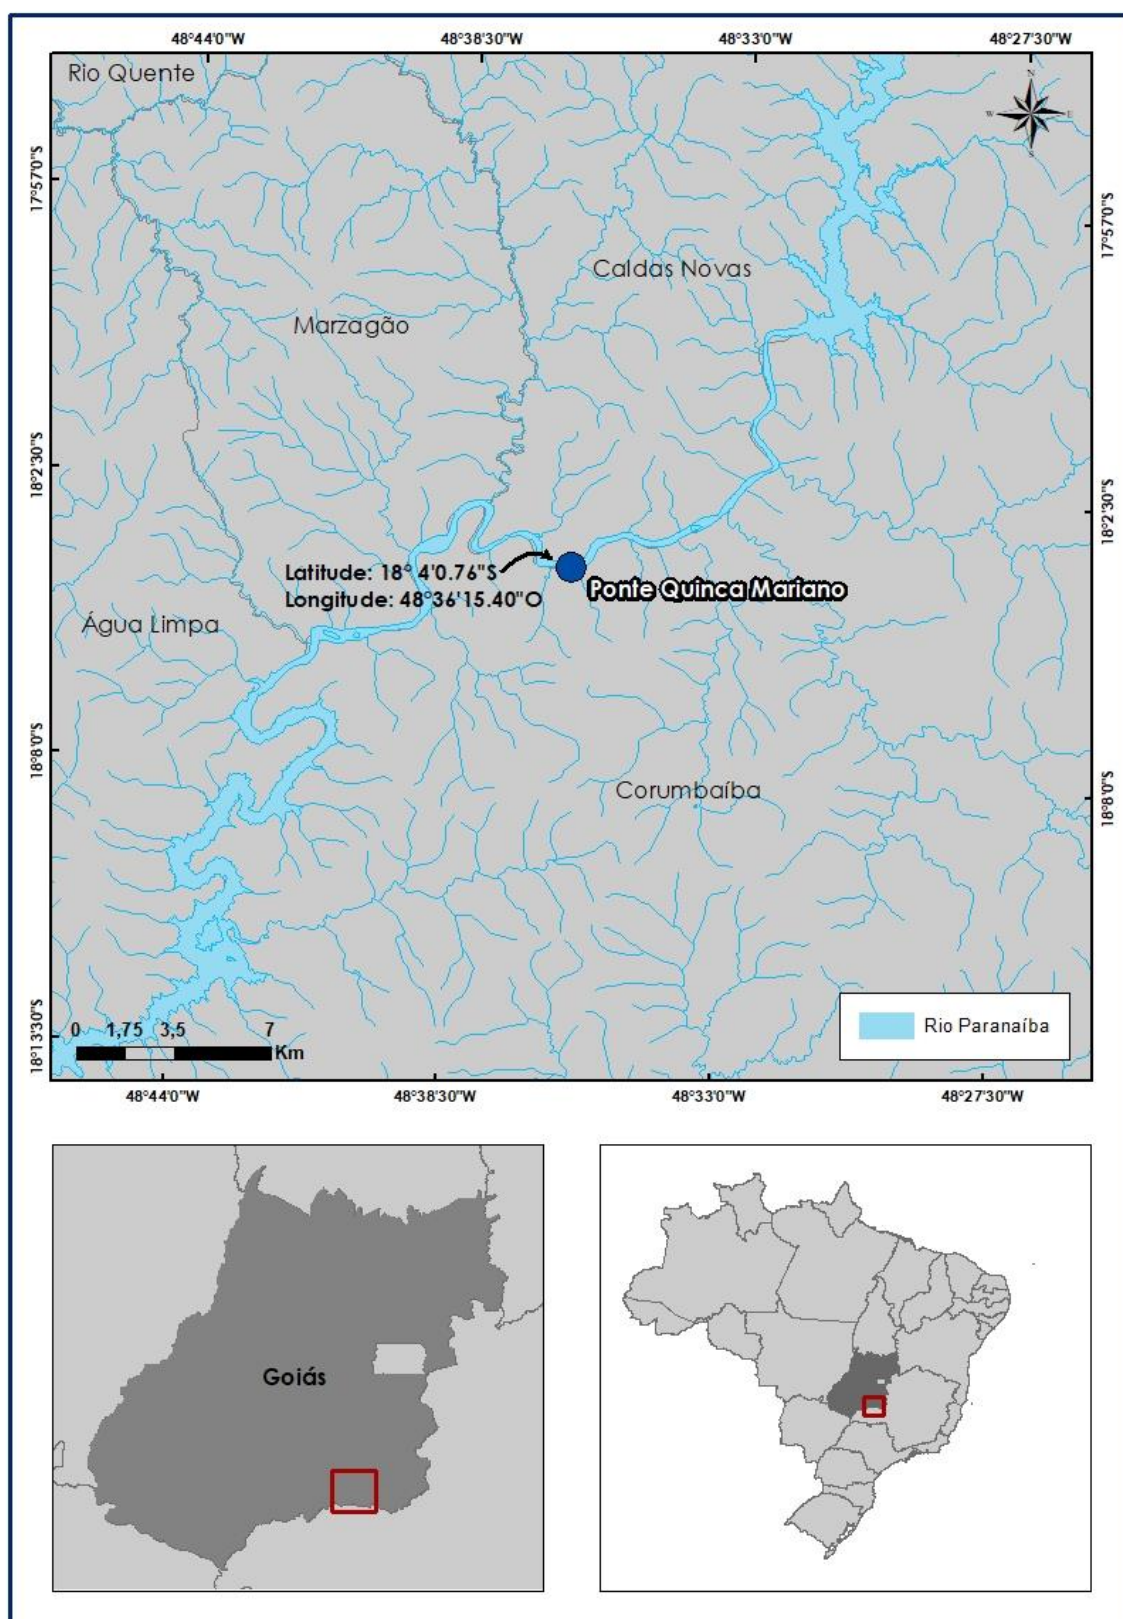 48°44'0"W 48°38'30"W 48°33'0"W 48°27'30"W
Rio Quente
N
W E
S
17°57'0"S
17°57'0"S
Caldas Novas
Marzagão
18°2'30"S
18°2'30"S
Latitude: 18° 4'0.76"S
Longitude: 48°36'15.40"O
Ponte Quinca Mariano
Água Limpa
18°8'0"S
18°8'0"S
Corumbaíba
18°13'30"S
0 1,75 3,5 7
Km
Rio Paranaíba
48°44'0"W 48°38'30"W 48°33'0"W 48°27'30"W
Goiás